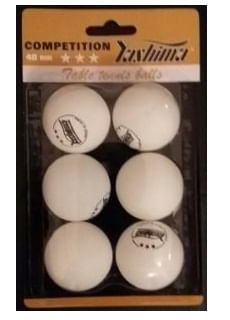 COMPETITION Yashima
40 mm
Table tennis balls